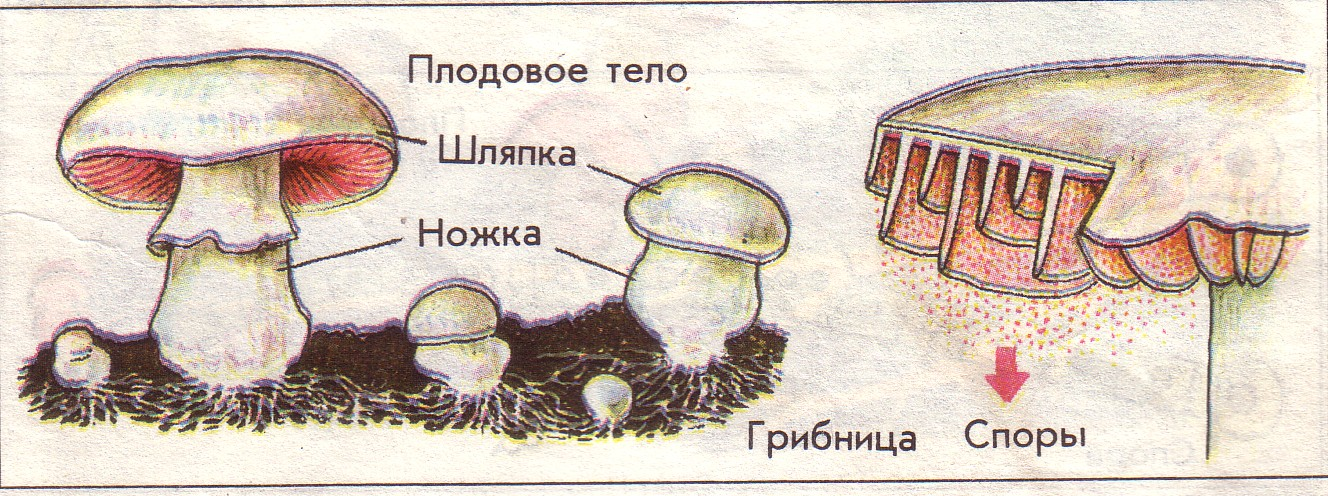 Плодовое тело
Шляпка
Ножка
Грибница
Споры